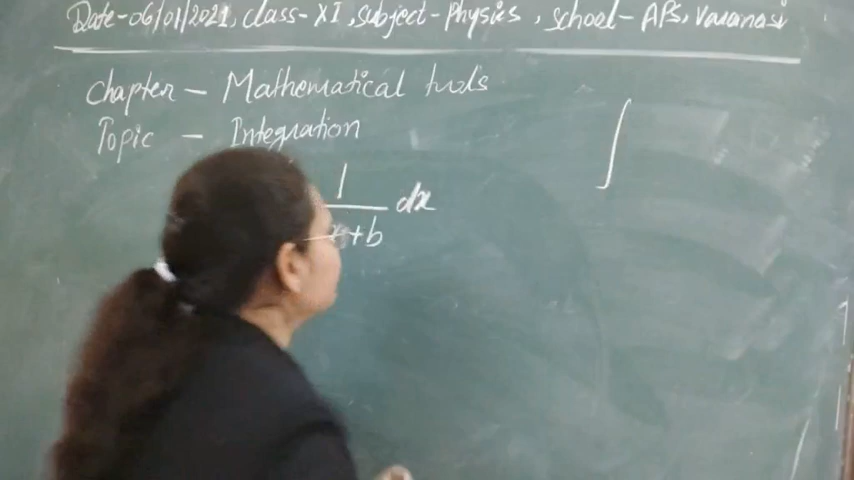 Date-06/01/2021, class-XI, subject-Physics, school-APS, Varanasi
Chapter - Mathematical tools
Topic - Integration
∫
1
x+b
dx